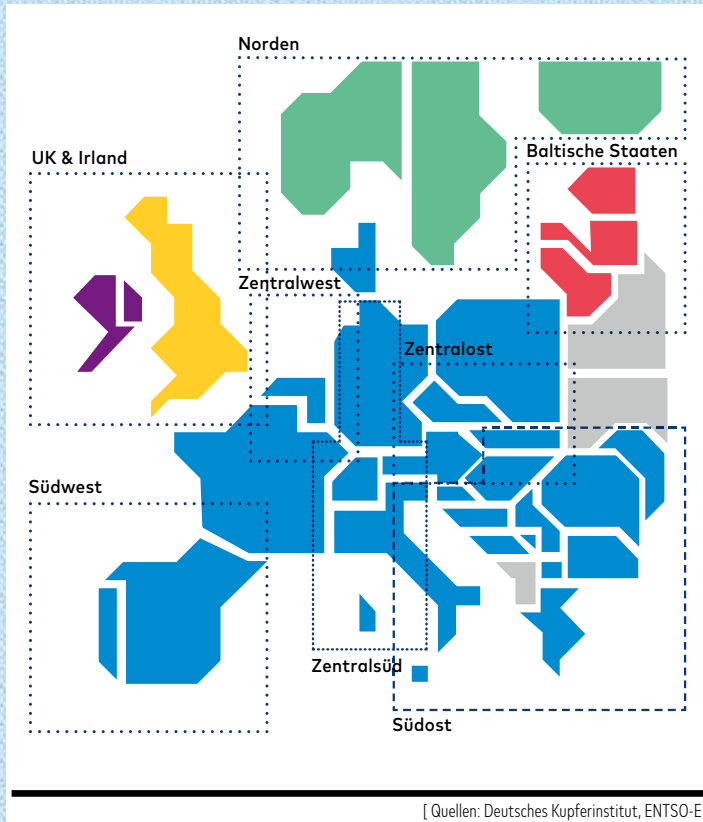 Norden
UK & Irland
Baltische Staaten
Zentralwest
Zentralost
Südwest
Zentralsüd
Südost
[ Quellen: Deutsches Kupferinstitut, ENTSO-E